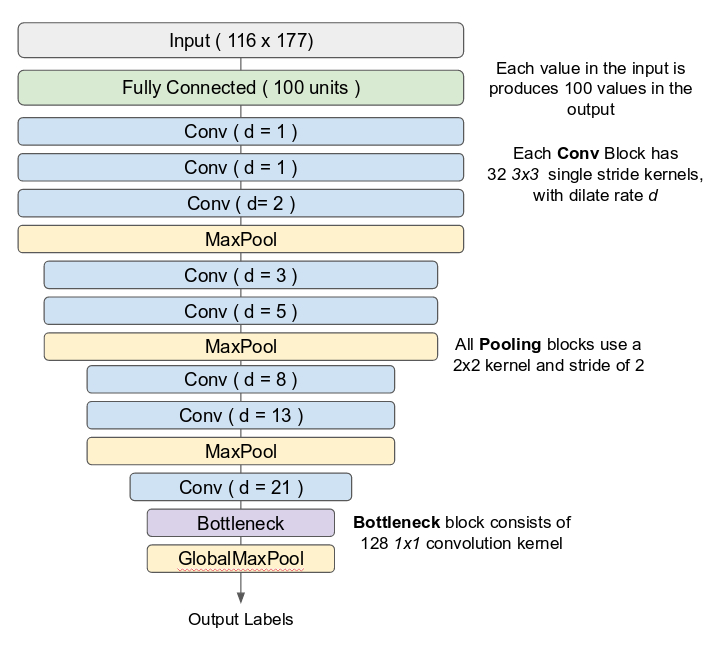 Input ( 116 x 177)
Fully Connected ( 100 units )
Each value in the input is
produces 100 values in the
output
Conv ( d = 1 )
Conv ( d = 1 )
Conv ( d= 2 )
Each Conv Block has
32 3x3 single stride kernels,
with dilate rate d
MaxPool
Conv ( d = 3 )
Conv ( d = 5 )
MaxPool
All Pooling blocks use a
2x2 kernel and stride of 2
Conv ( d = 8 )
Conv ( d = 13 )
MaxPool
Conv ( d = 21 )
Bottleneck
Bottleneck block consists of
128 1x1 convolution kernel
GlobalMaxPool
Output Labels